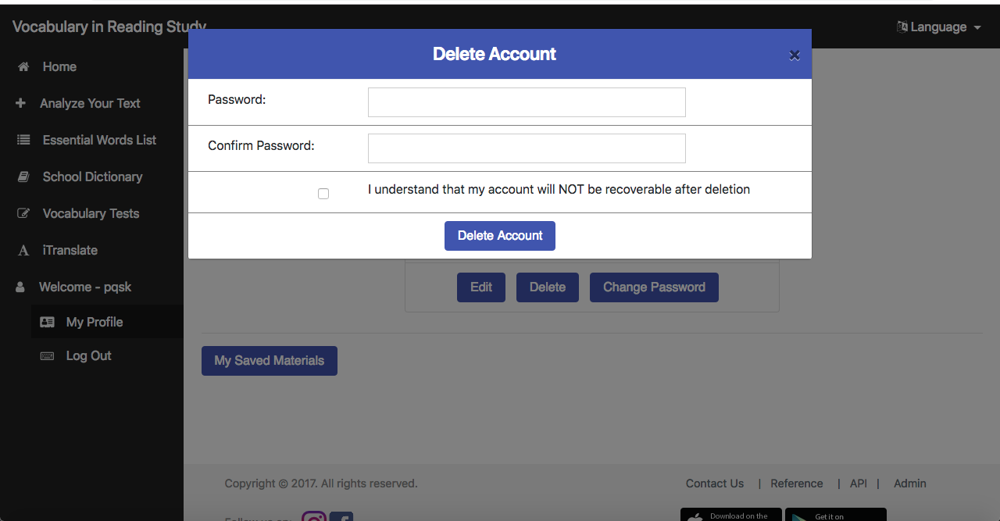 Vocabulary in Reading Study
Language
Delete Account
×
Home
Analyze Your Text
Essential Words List
School Dictionary
Vocabulary Tests
iTranslate
Welcome - pqsk
My Profile
Log Out
Password:
Confirm Password:
I understand that my account will NOT be recoverable after deletion
Delete Account
Edit Delete Change Password
My Saved Materials
Copyright © 2017. All rights reserved.
Contact Us | Reference | API | Admin
Follow us on:
Download on the
Get it on